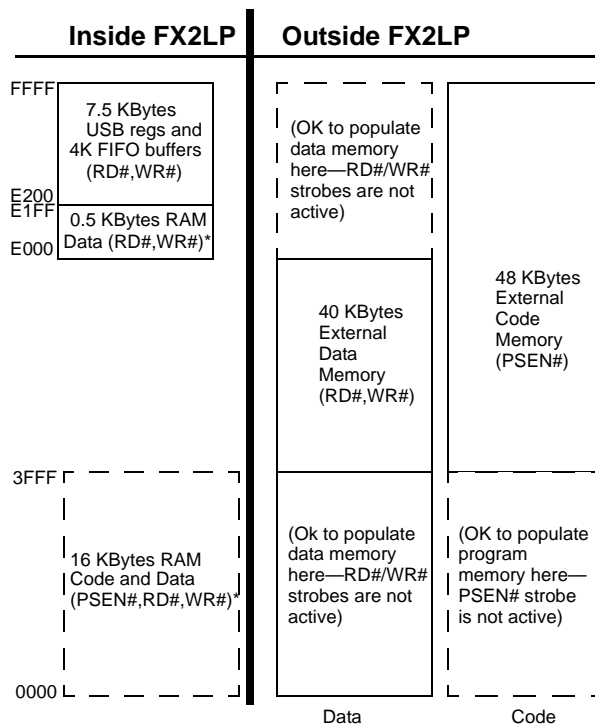 Inside FX2LP
Outside FX2LP
FFFF
7.5 KBytes
USB regs and
4K FIFO buffers
(RD#,WR#)
E200
E1FF
0.5 KBytes RAM
Data (RD#,WR#)*
E000
(OK to populate
data memory
here—RD#/WR#
strobes are not
active)
40 KBytes
External
Data
Memory
(RD#,WR#)
48 KBytes
External
Code
Memory
(PSEN#)
3FFF
16 KBytes RAM
Code and Data
(PSEN#,RD#,WR#)*
0000
(Ok to populate
data memory
here—RD#/WR#
strobes are not
active)
(OK to populate
program
memory here—
PSEN# strobe
is not active)
Data
Code